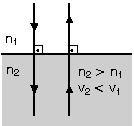 n₁
n₂
n₂ > n₁
v₂ < v₁